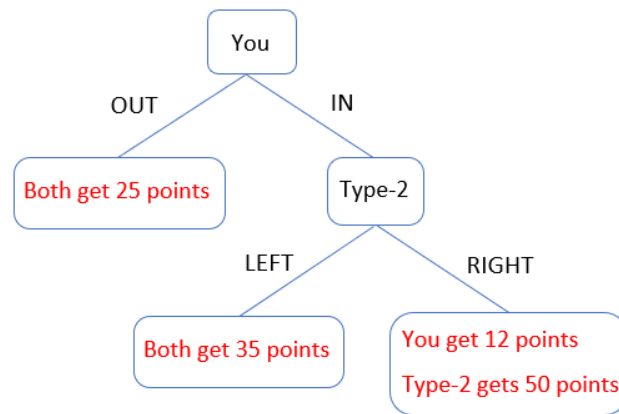 You
OUT
IN
Both get 25 points
Type-2
LEFT
RIGHT
Both get 35 points
You get 12 points
Type-2 gets 50 points